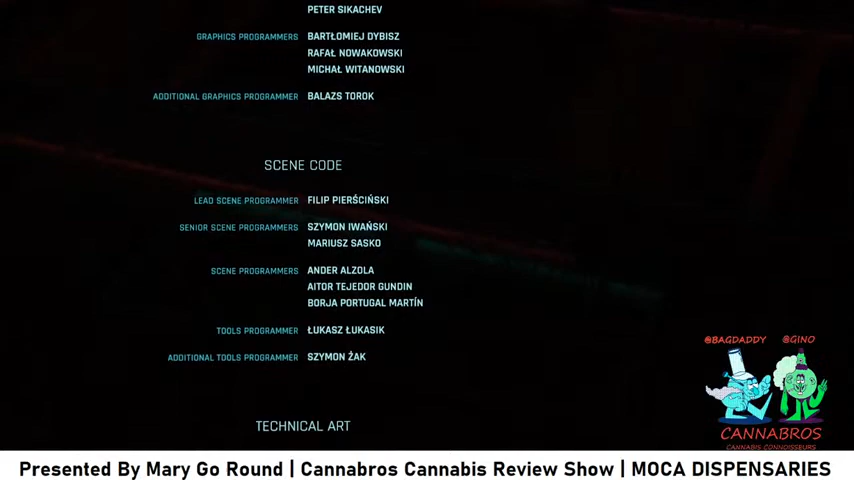 PETER SIKACHEV
GRAPHICS PROGRAMMERS BARTŁOMIEJ DYBISZ
RAFAŁ NOWAKOWSKI
MICHAŁ WITANOWSKI
ADDITIONAL GRAPHICS PROGRAMMER BALAZS TOROK
SCENE CODE
LEAD SCENE PROGRAMMER FILIP PIERŚCIŃSKI
SENIOR SCENE PROGRAMMERS SZYMON IWAŃSKI
MARIUSZ SASKO
SCENE PROGRAMMERS ANDER ALZOLA
AITOR TEJEDOR GUNDIN
BORJA PORTUGAL MARTÍN
TOOLS PROGRAMMER ŁUKASZ ŁUKASIK
ADDITIONAL TOOLS PROGRAMMER SZYMON ŻAK
TECHNICAL ART
@BAGDADDY @GINO
CANNABROS
CANNABIS CONNOISSEURS
Presented By Mary Go Round | Cannabros Cannabis Review Show | MOCA DISPENSARIES